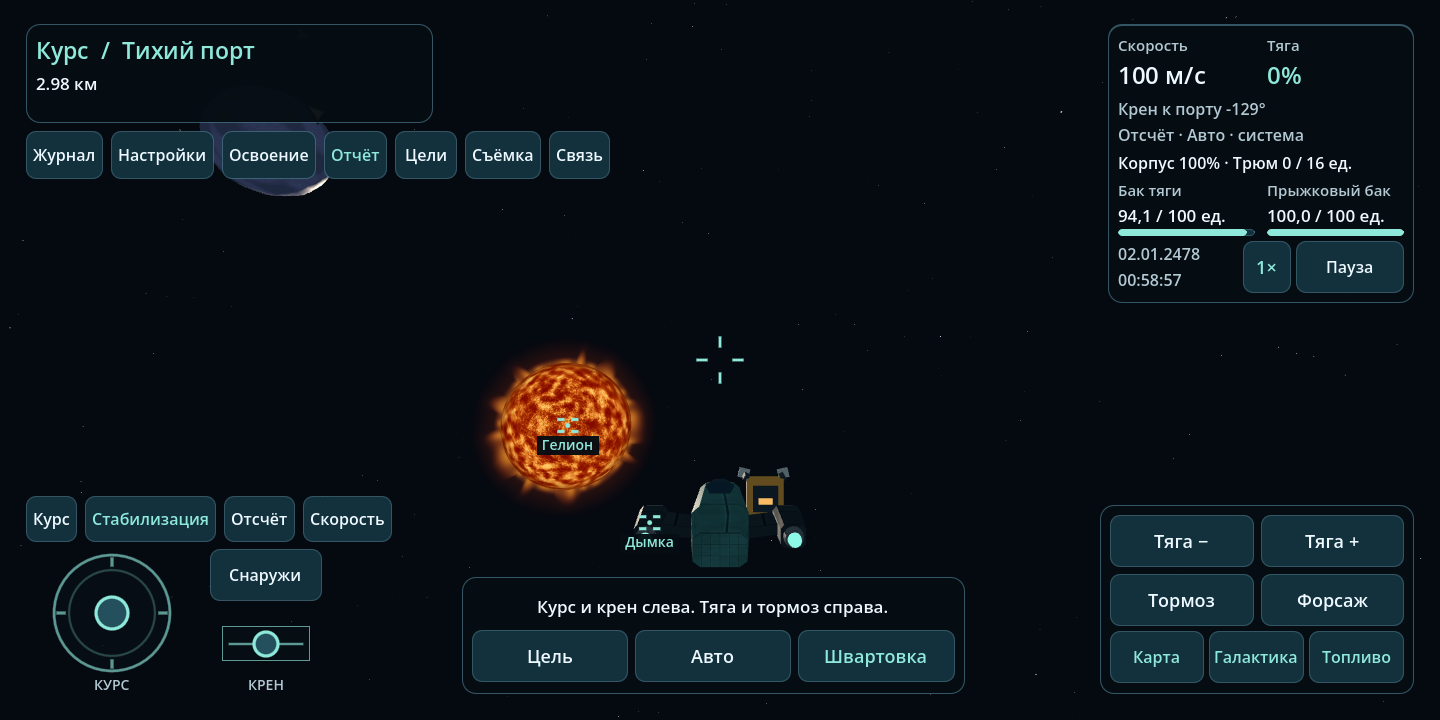 Курс / Тихий порт
2.98 км
Журнал
Настройки
Освоение
Отчёт
Цели
Съёмка
Связь
Скорость
Тяга
100 м/с
0%
Крен к порту -129°
Отсчёт · Авто · система
Корпус 100% · Трюм 0 / 16 ед.
Бак тяги
Прыжковый бак
94,1 / 100 ед.
100,0 / 100 ед.
02.01.2478
00:58:57
1×
Пауза
Гелион
Дымка
Курс
Стабилизация
Отсчёт
Скорость
Снаружи
КУРС
КРЕН
Курс и крен слева. Тяга и тормоз справа.
Цель
Авто
Швартовка
Тяга −
Тяга +
Тормоз
Форсаж
Карта
Галактика
Топливо